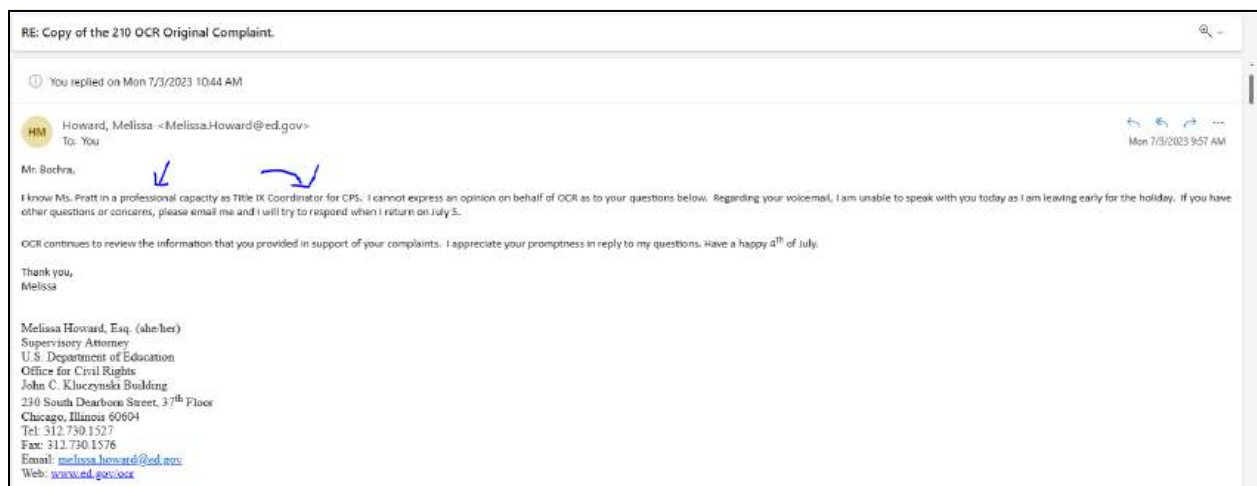 RE: Copy of the 210 OCR Original Complaint.
You replied on Mon 7/3/2023 10:44 AM
HM
Howard, Melissa <Melissa.Howard@ed.gov>
To: You
Mon 7/3/2023 9:57 AM
Mr. Bochra,
I know Ms. Pratt in a professional capacity as Title IX Coordinator for CPS. I cannot express an opinion on behalf of OCR as to your questions below. Regarding your voicemail, I am unable to speak with you today as I am leaving early for the holiday. If you have
other questions or concerns, please email me and I will try to respond when I return on July 5.
OCR continues to review the information that you provided in support of your complaints. I appreciate your promptness in reply to my questions. Have a happy 4th of July.
Thank you,
Melissa
Melissa Howard, Esq. (she/her)
Supervisory Attorney
U.S. Department of Education
Office for Civil Rights
John C. Kluczynski Building
230 South Dearborn Street, 37th Floor
Chicago, Illinois 60604
Tel: 312.730.1527
Fax: 312.730.1576
Email: melissa.howard@ed.gov
Web: www.ed.gov/ocr